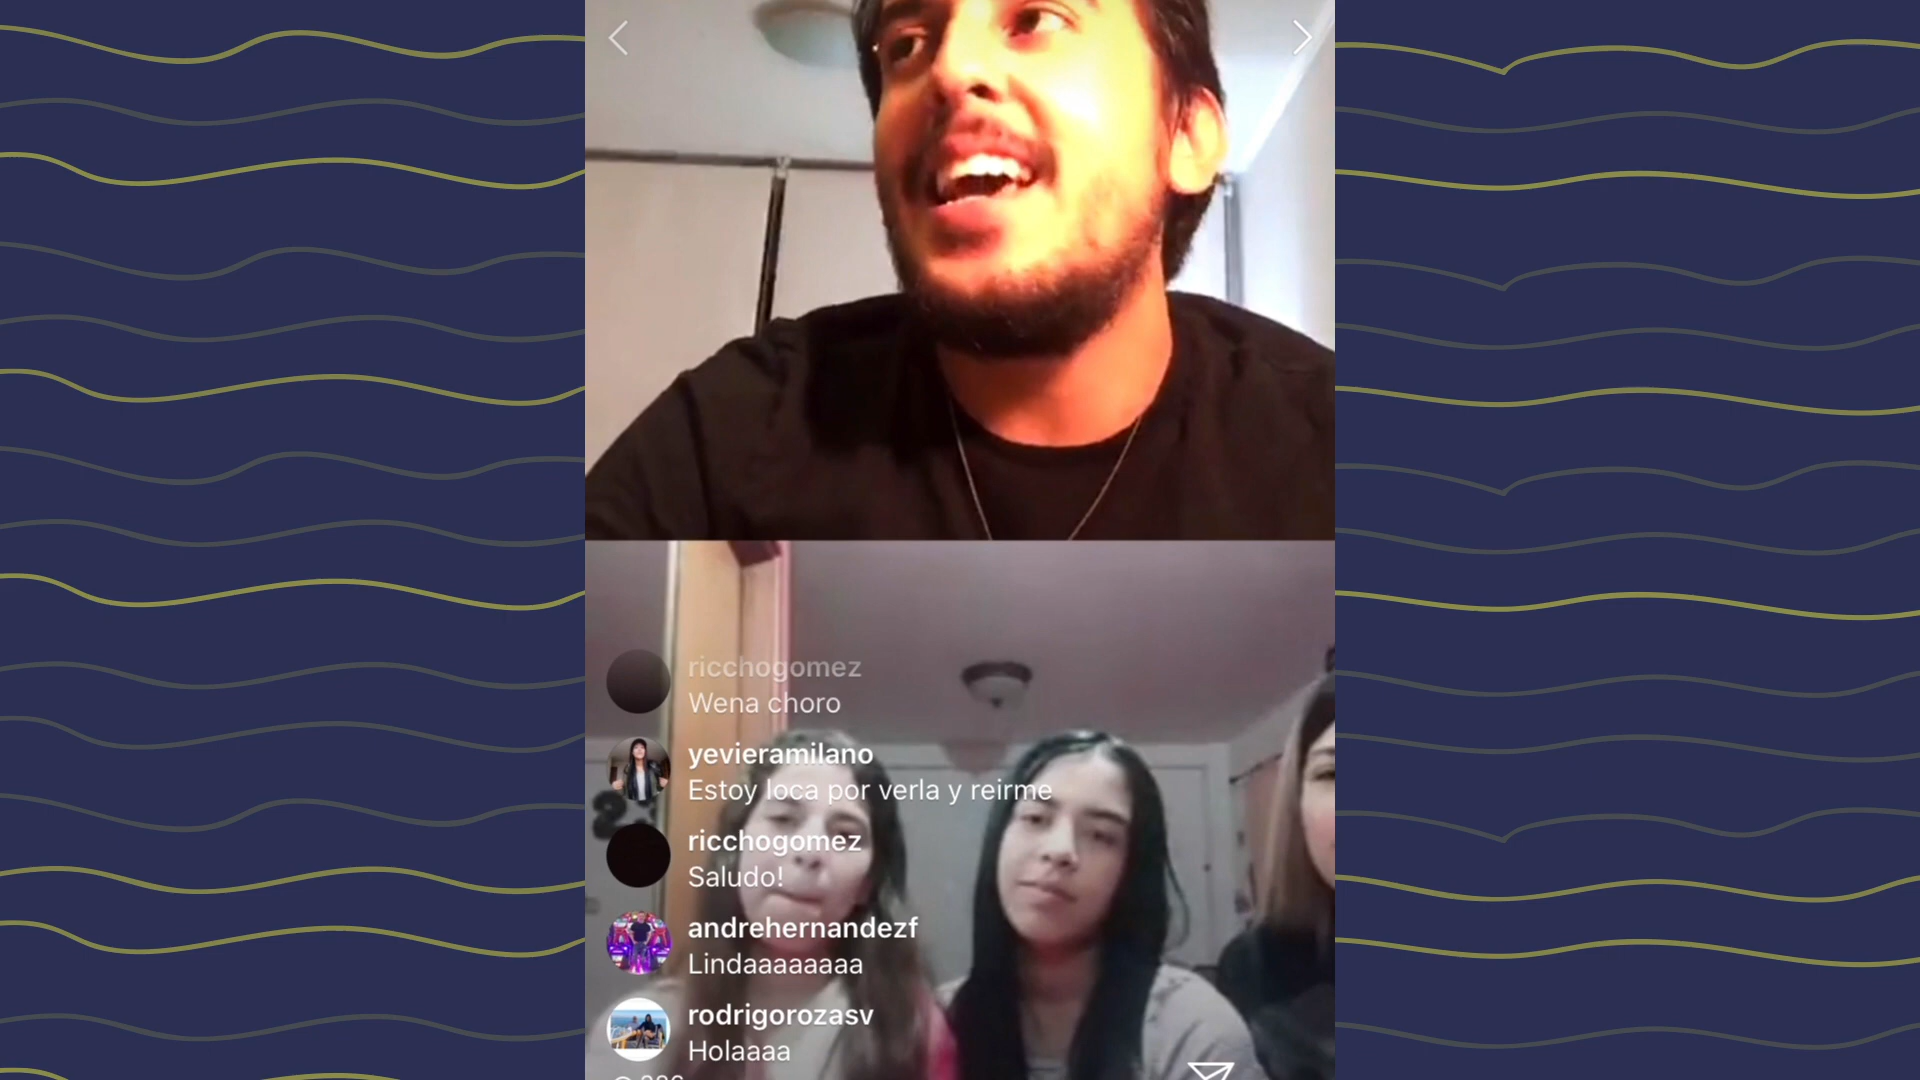 ricchogomez
Wena choro
yevieramilano
Estoy loca por verla y reirme
ricchogomez
Saludo!
andrehernandezf
Lindaaaaaaaa
rodrigorozasv
Holaaaa